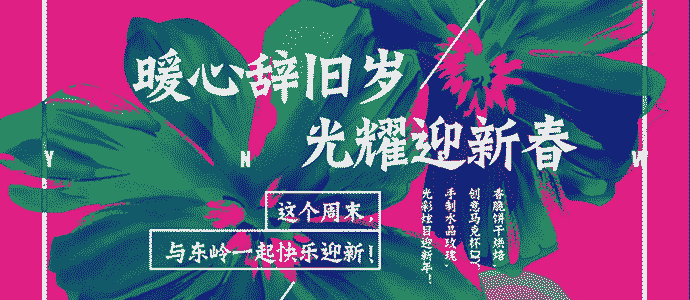 暖心辞旧岁
光耀迎新春
Y N W
这个周末，
与东岭一起快乐迎新！
香脆饼干烘焙、
创意马克杯DIY、
手制水晶玫瑰、
光彩炫目迎新年！